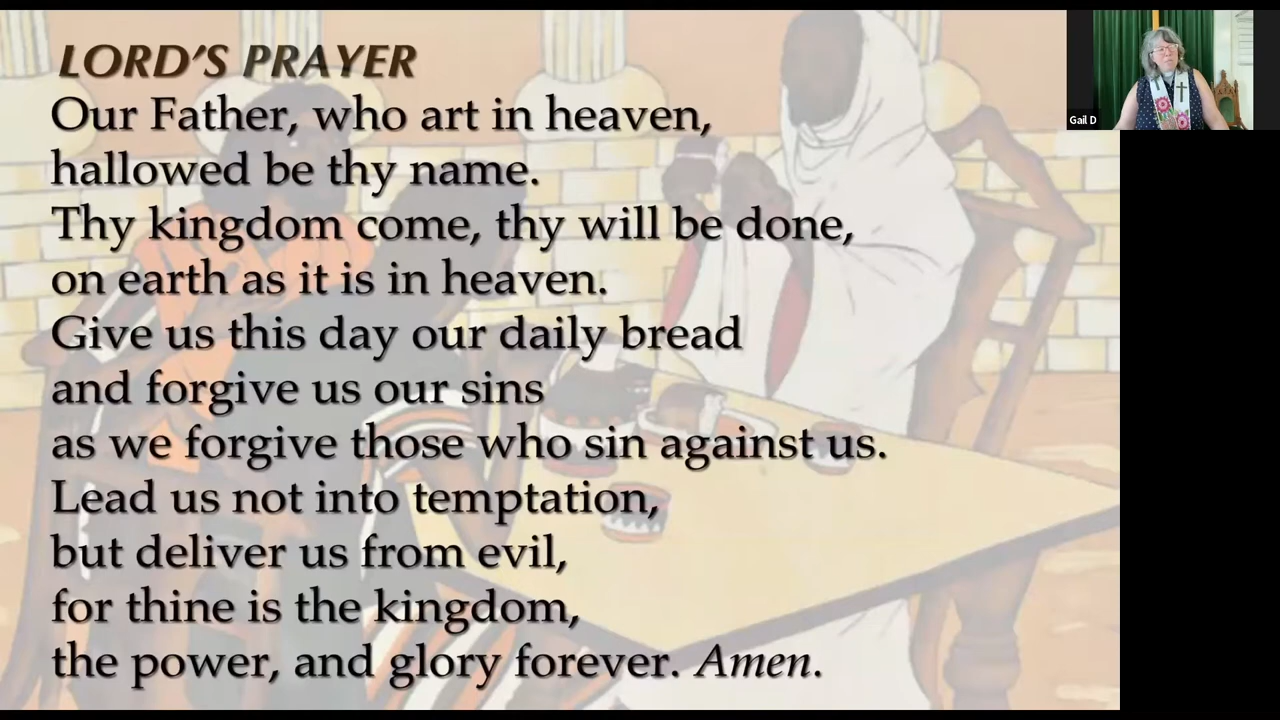 LORD'S PRAYER
Our Father, who art in heaven,
hallowed be thy name.
Thy kingdom come, thy will be done,
on earth as it is in heaven.
Give us this day our daily bread
and forgive us our sins
as we forgive those who sin against us.
Lead us not into temptation,
but deliver us from evil,
for thine is the kingdom,
the power, and glory forever. Amen.
Gail D